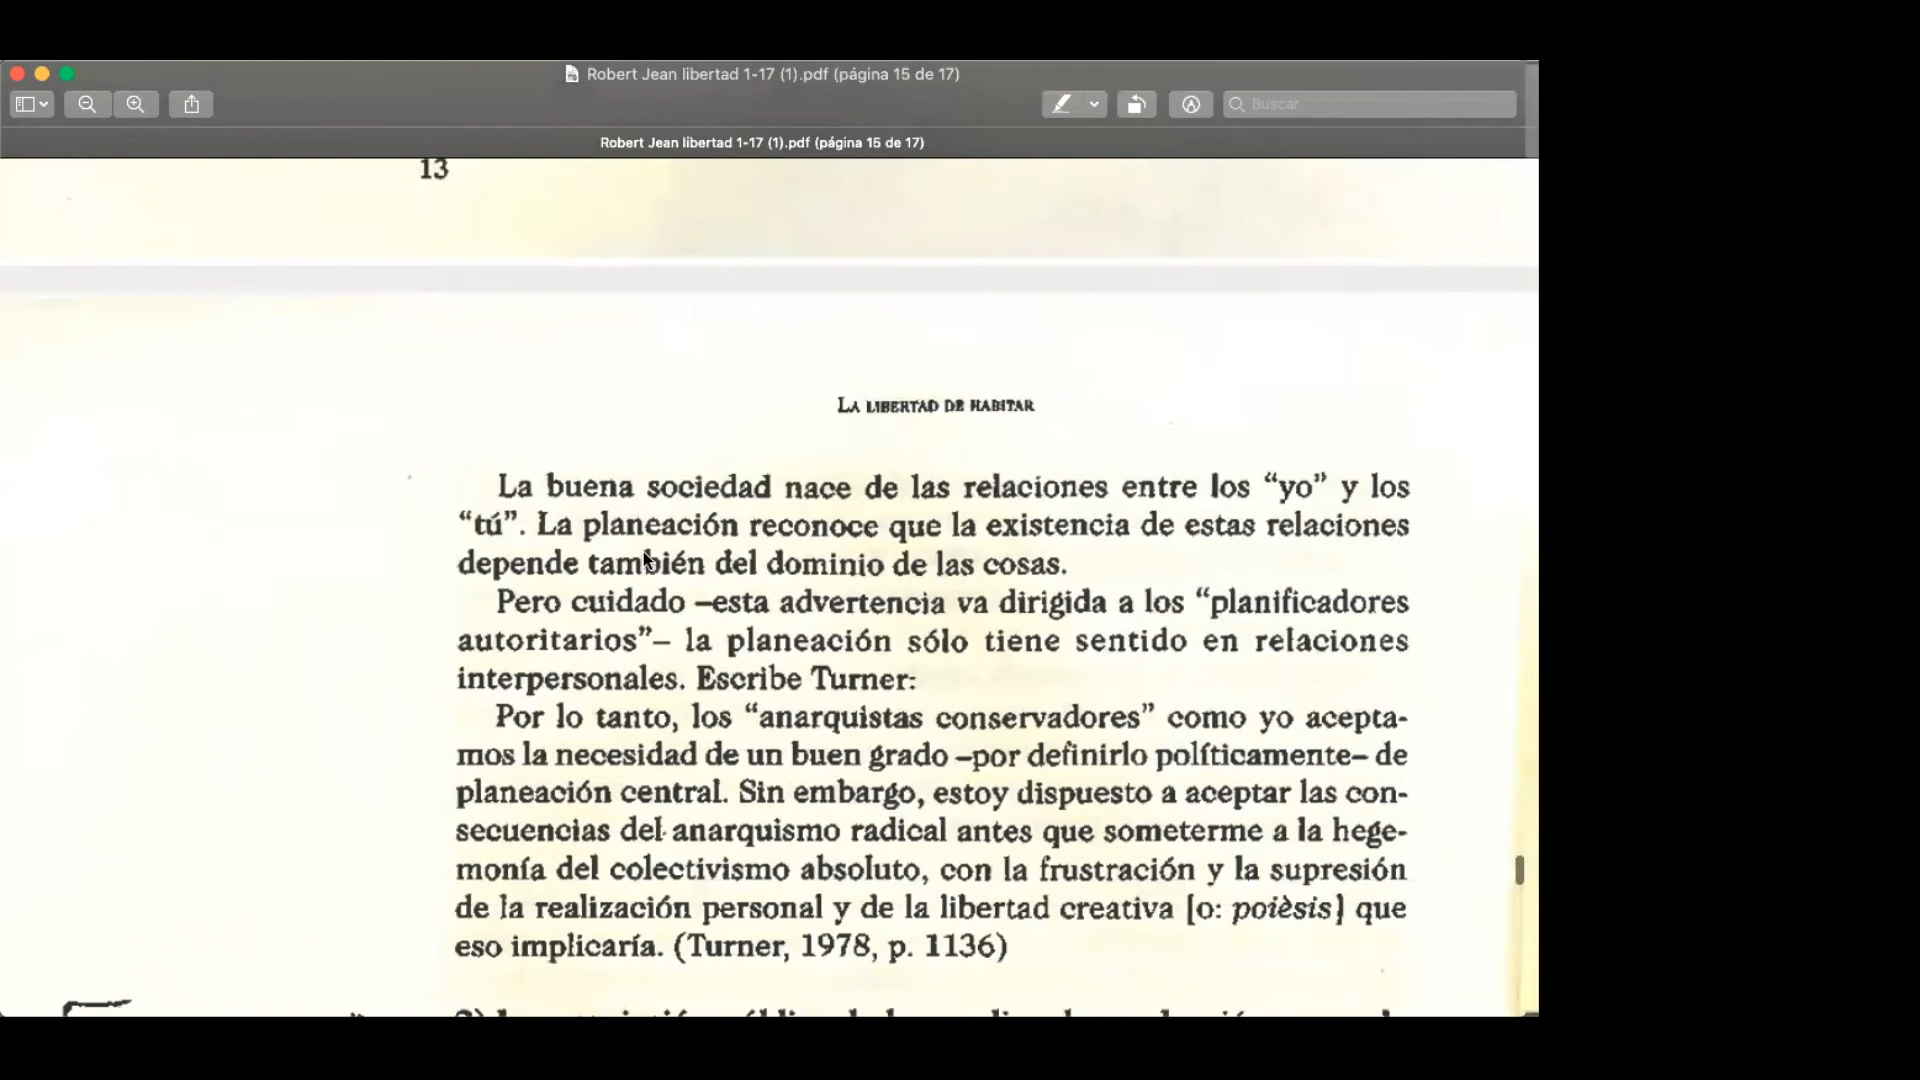 Robert Jean libertad 1-17 (1).pdf (página 15 de 17)
Buscar
Robert Jean libertad 1-17 (1).pdf (página 15 de 17)
13
LA LIBERTAD DE HABITAR
La buena sociedad nace de las relaciones entre los “yo” y los
“tú”. La planeación reconoce que la existencia de estas relaciones
depende también del dominio de las cosas.
Pero cuidado –esta advertencia va dirigida a los “planificadores
autoritarios”– la planeación sólo tiene sentido en relaciones
interpersonales. Escribe Turner:
Por lo tanto, los “anarquistas conservadores” como yo acepta-
mos la necesidad de un buen grado –por definirlo políticamente– de
planeación central. Sin embargo, estoy dispuesto a aceptar las con-
secuencias del anarquismo radical antes que someterme a la hege-
monía del colectivismo absoluto, con la frustración y la supresión
de la realización personal y de la libertad creativa [o: poièsis] que
eso implicaría. (Turner, 1978, p. 1136)